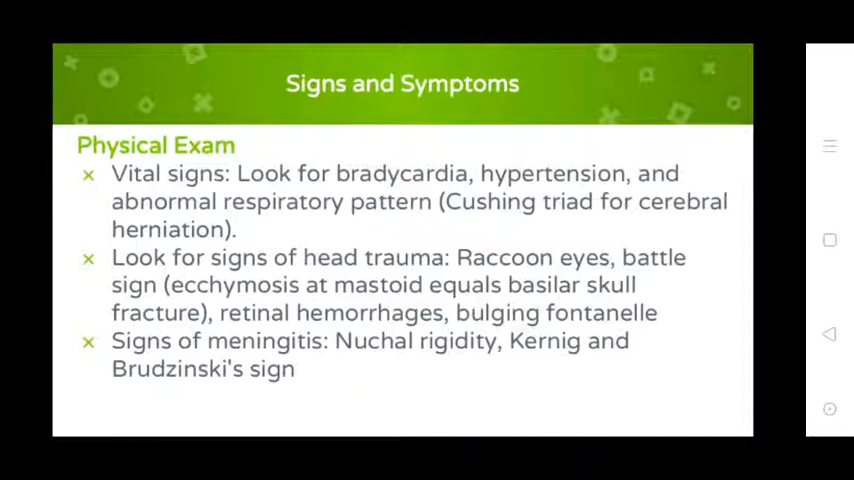 Signs and Symptoms
Physical Exam
× Vital signs: Look for bradycardia, hypertension, and
abnormal respiratory pattern (Cushing triad for cerebral
herniation).
× Look for signs of head trauma: Raccoon eyes, battle
sign (ecchymosis at mastoid equals basilar skull
fracture), retinal hemorrhages, bulging fontanelle
× Signs of meningitis: Nuchal rigidity, Kernig and
Brudzinski's sign